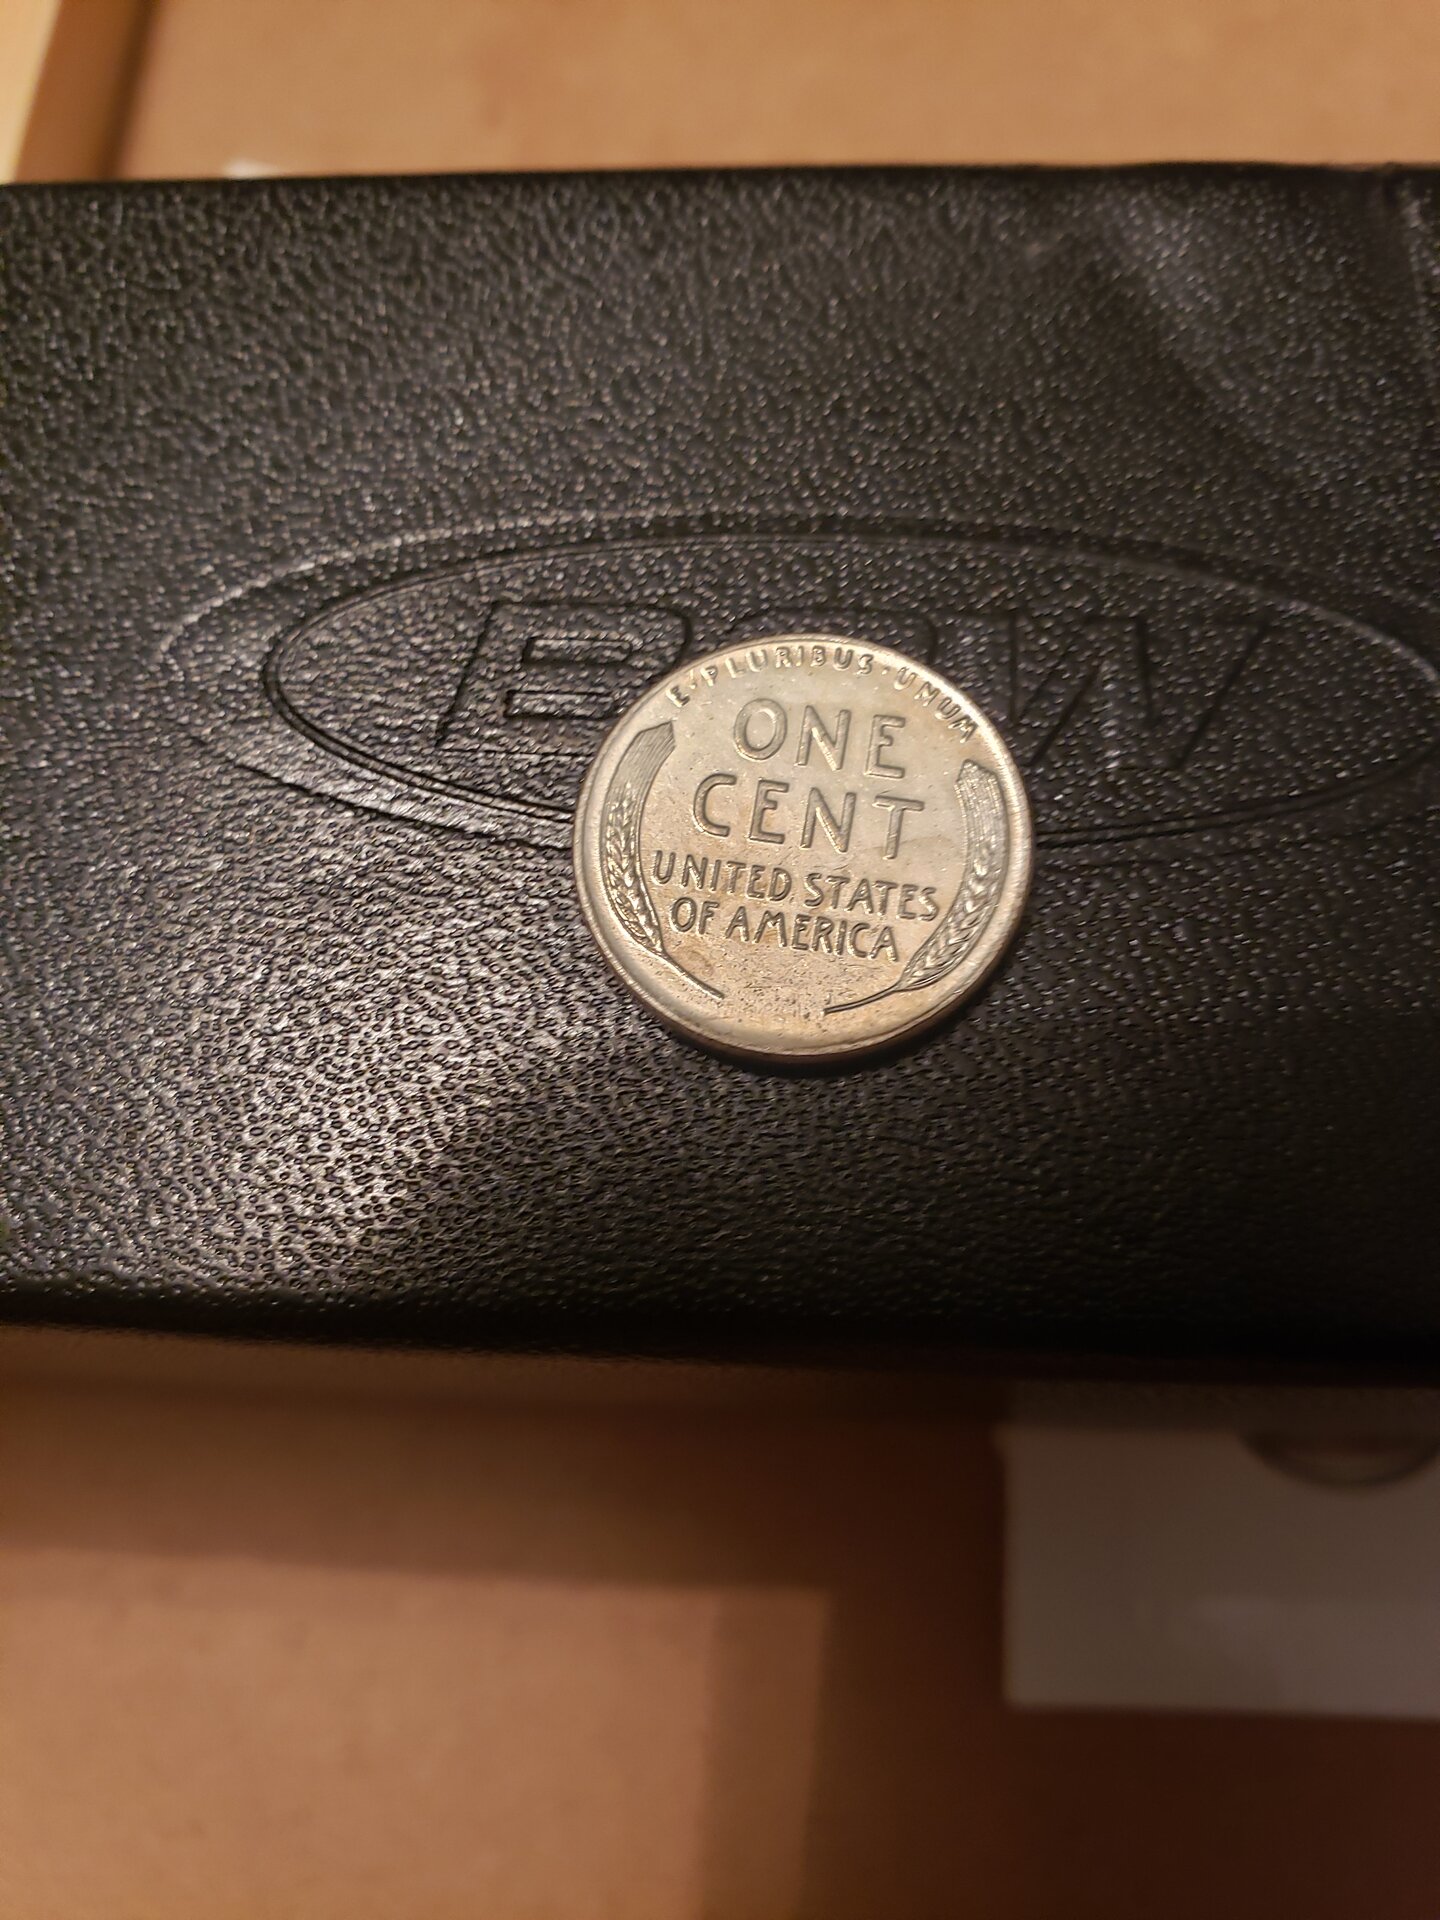 E·PLURIBUS·UNUM
ONE
CENT
UNITED STATES
OF AMERICA